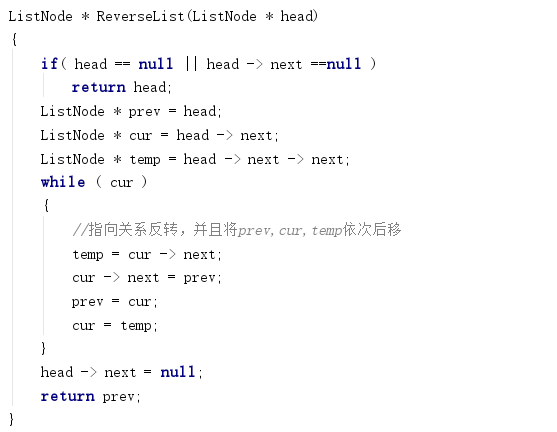 ListNode * ReverseList(ListNode * head)
{
if( head == null || head -> next ==null )
return head;
ListNode * prev = head;
ListNode * cur = head -> next;
ListNode * temp = head -> next -> next;
while ( cur )
{
//指向关系反转，并且将prev,cur,temp依次后移
temp = cur -> next;
cur -> next = prev;
prev = cur;
cur = temp;
}
head -> next = null;
return prev;
}